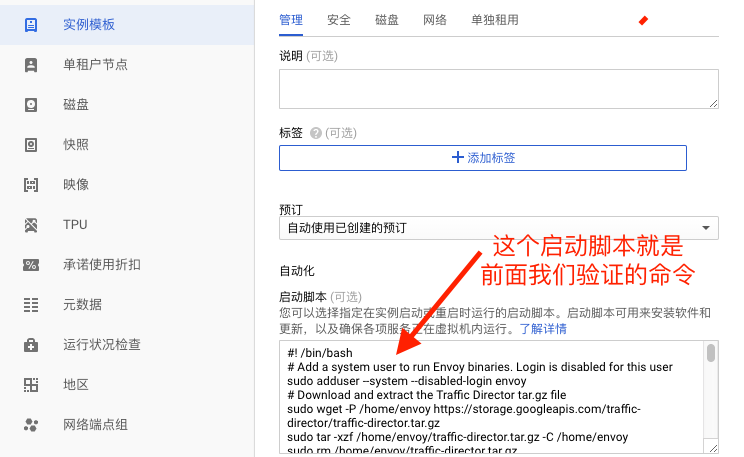 实例模板
单租户节点
磁盘
快照
映像
TPU
承诺使用折扣
元数据
运行状况检查
地区
网络端点组
管理 安全 磁盘 网络 单独租用
说明 (可选)
标签 ? (可选)
+ 添加标签
预订
自动使用已创建的预订
这个启动脚本就是
前面我们验证的命令
自动化
启动脚本 (可选)
您可以选择指定在实例启动或重启时运行的启动脚本。启动脚本可用来安装软件和
更新，以及确保各项服务正在虚拟机内运行。了解详情
#! /bin/bash
# Add a system user to run Envoy binaries. Login is disabled for this user
sudo adduser --system --disabled-login envoy
# Download and extract the Traffic Director tar.gz file
sudo wget -P /home/envoy https://storage.googleapis.com/traffic-
director/traffic-director.tar.gz
sudo tar -xzf /home/envoy/traffic-director.tar.gz -C /home/envoy
sudo rm /home/envoy/traffic-director.tar.gz